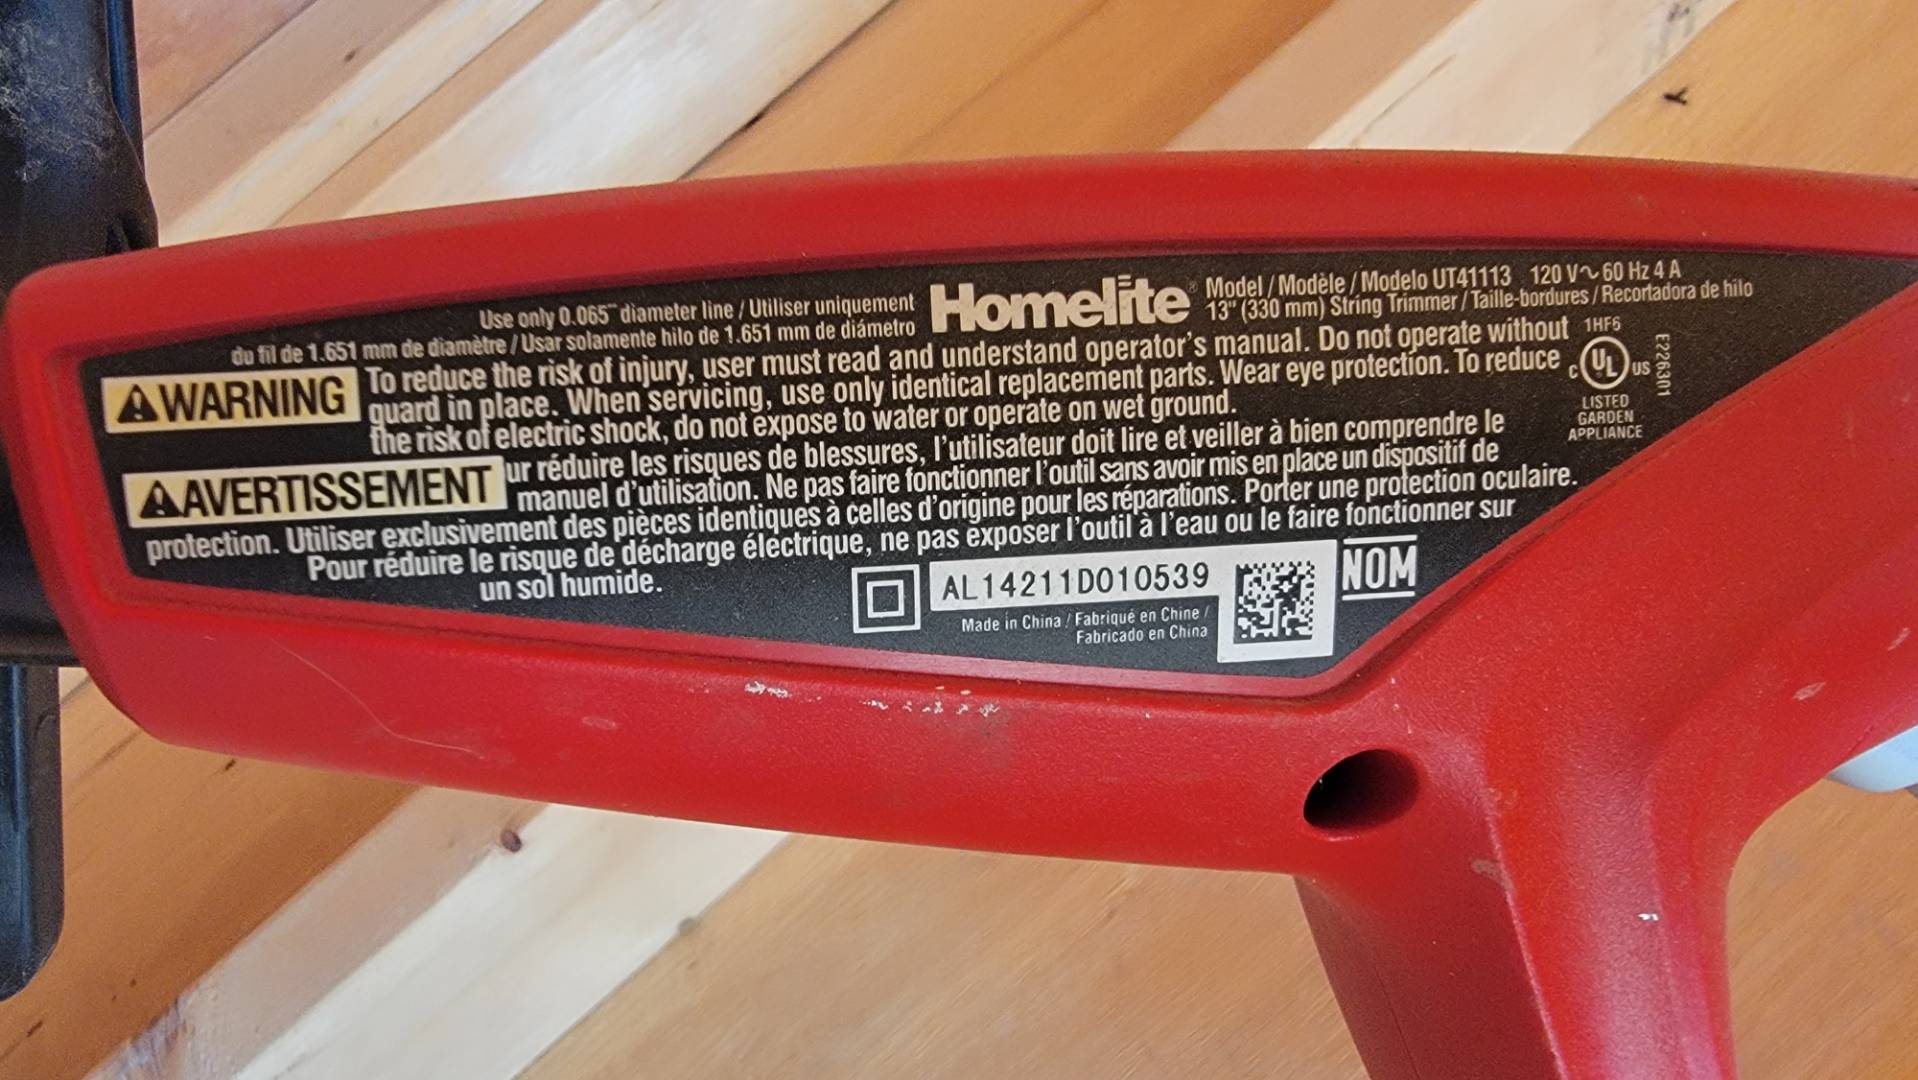 Use only 0.065" diameter line / Utiliser uniquement
du fil de 1.651 mm de diamètre / Usar solamente hilo de 1.651 mm de diámetro
Homelite®
Model / Modèle / Modelo UT41113 120 V~ 60 Hz 4 A
13" (330 mm) String Trimmer / Taille-bordures / Recortadora de hilo
WARNING
To reduce the risk of injury, user must read and understand operator's manual. Do not operate without
guard in place. When servicing, use only identical replacement parts. Wear eye protection. To reduce
the risk of electric shock, do not expose to water or operate on wet ground.
1HF6
c UL US
E226301
LISTED
GARDEN
APPLIANCE
AVERTISSEMENT
ur réduire les risques de blessures, l'utilisateur doit lire et veiller à bien comprendre le
manuel d'utilisation. Ne pas faire fonctionner l'outil sans avoir mis en place un dispositif de
protection. Utiliser exclusivement des pièces identiques à celles d'origine pour les réparations. Porter une protection oculaire.
Pour réduire le risque de décharge électrique, ne pas exposer l'outil à l'eau ou le faire fonctionner sur
un sol humide.
AL14211D010539
NOM
Made in China / Fabriqué en Chine /
Fabricado en China